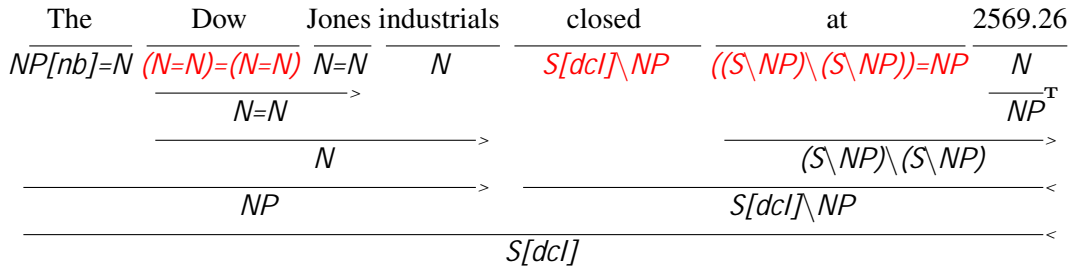 The Dow Jones industrials closed at 2569.26
NP[nb]=N (N=N)=(N=N) N=N N S[dcl]\NP ((S\NP)\(S\NP))=NP N
> T
N=N NP
> >
N (S\NP)\(S\NP)
> <
NP S[dcl]\NP
<
S[dcl]